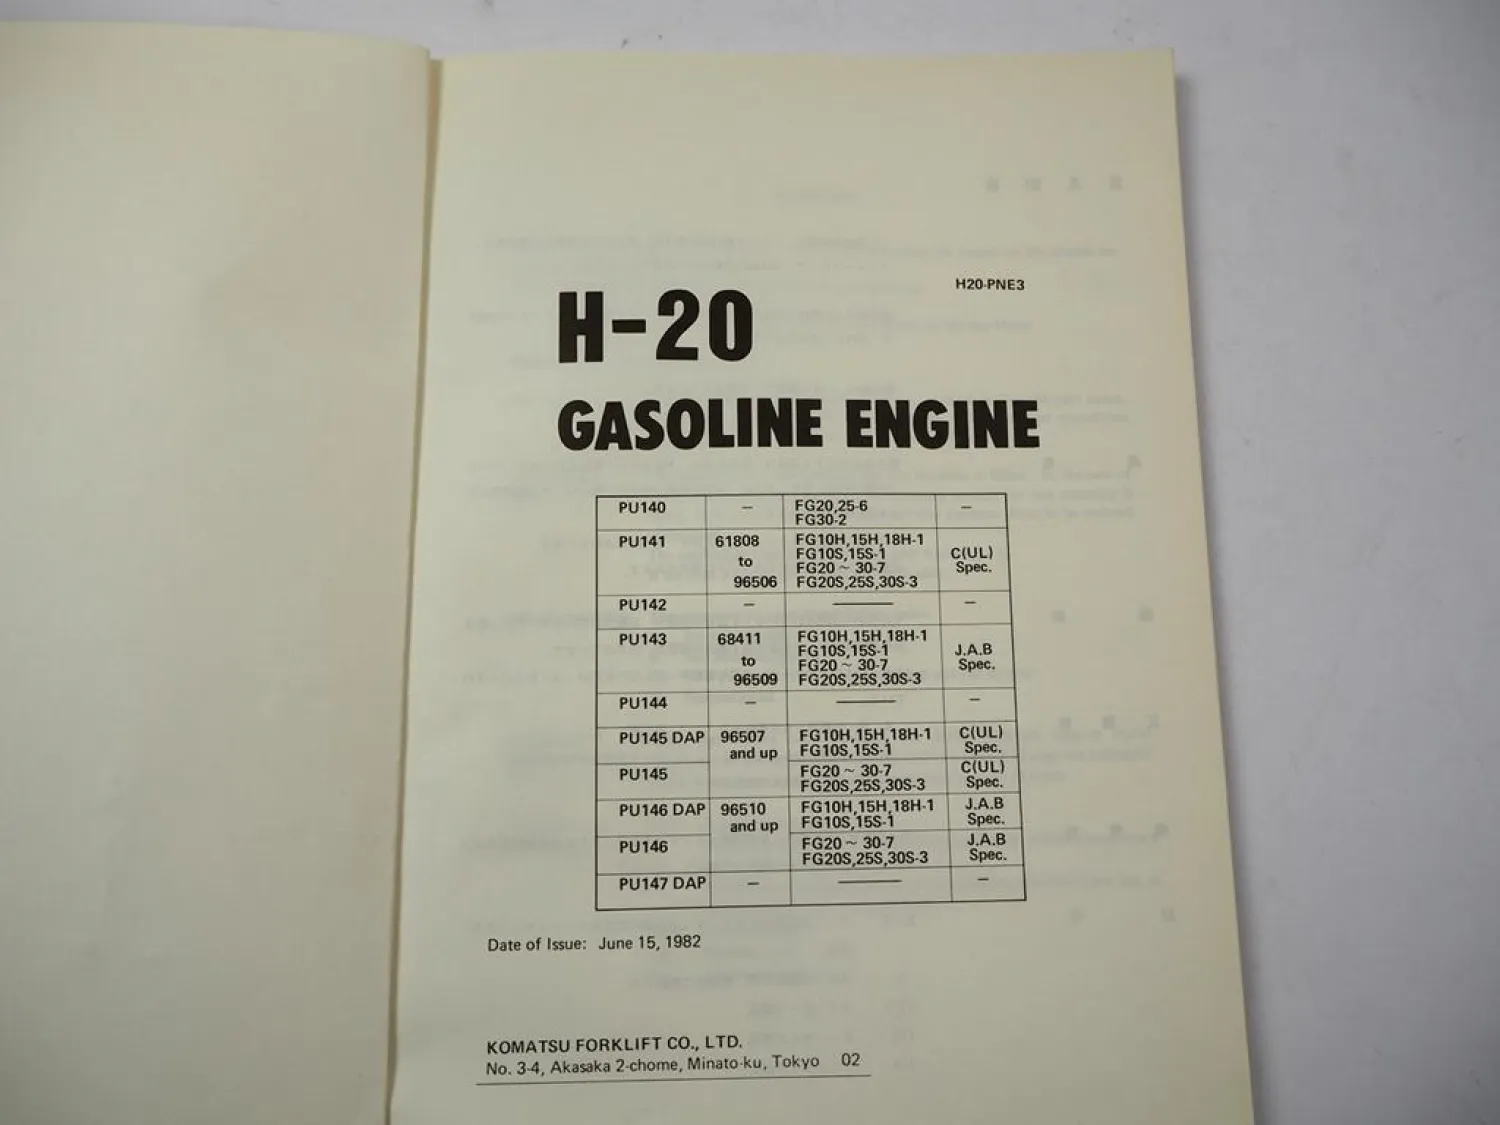 H20-PNE3
H-20
GASOLINE ENGINE
PU140 — FG20,25-6 —
FG30-2
PU141 61808 FG10H,15H,18H-1
FG10S,15S-1 C(UL)
to FG20 ~ 30-7 Spec.
96506 FG20S,25S,30S-3
PU142 — ——— —
PU143 68411 FG10H,15H,18H-1
FG10S,15S-1 J.A.B
to FG20 ~ 30-7 Spec.
96509 FG20S,25S,30S-3
PU144 — ——— —
PU145 DAP 96507 FG10H,15H,18H-1 C(UL)
and up FG10S,15S-1 Spec.
PU145 FG20 ~ 30-7 C(UL)
FG20S,25S,30S-3 Spec.
PU146 DAP 96510 FG10H,15H,18H-1 J.A.B
and up FG10S,15S-1 Spec.
PU146 FG20 ~ 30-7 J.A.B
FG20S,25S,30S-3 Spec.
PU147 DAP — ——— —
Date of Issue: June 15, 1982
KOMATSU FORKLIFT CO., LTD.
No. 3-4, Akasaka 2-chome, Minato-ku, Tokyo 02